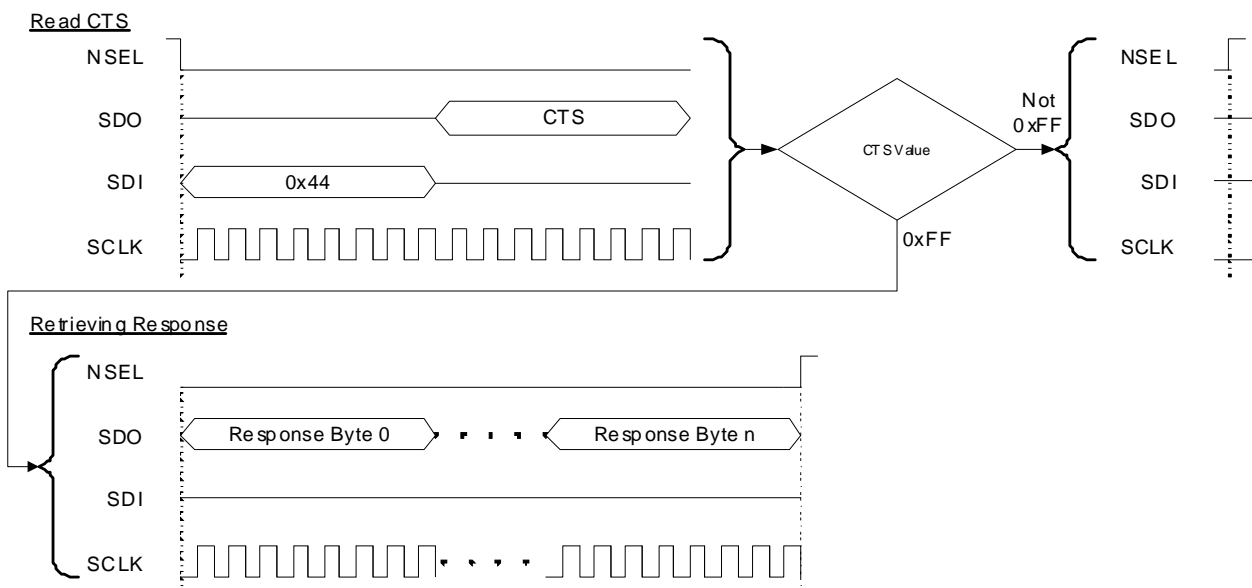 Read CTS
NSEL
SDO
CTS
SDI
0x44
SCLK
CTS Value
Not
0xFF
0xFF
NSEL
SDO
SDI
SCLK
Retrieving Response
NSEL
SDO
Response Byte 0
Response Byte n
SDI
SCLK